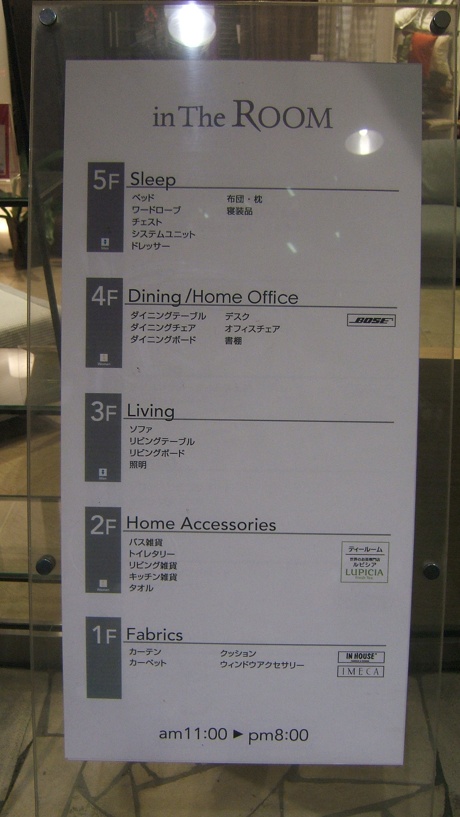 in The ROOM
5F Sleep
ベッド 布団・枕
ワードローブ 寝装品
チェスト
システムユニット
ドレッサー
4F Dining/Home Office
ダイニングテーブル デスク
ダイニングチェア オフィスチェア
ダイニングボード 書棚
BOSE
3F Living
ソファ
リビングテーブル
リビングボード
照明
2F Home Accessories
バス雑貨
トイレタリー
リビング雑貨
キッチン雑貨
タオル
ティールーム
世界のお茶専門店
ルピシア
LUPICIA
1F Fabrics
カーテン クッション
カーペット ウィンドウアクセサリー
IN HOUSE
IMECA
am11:00 ▶ pm8:00